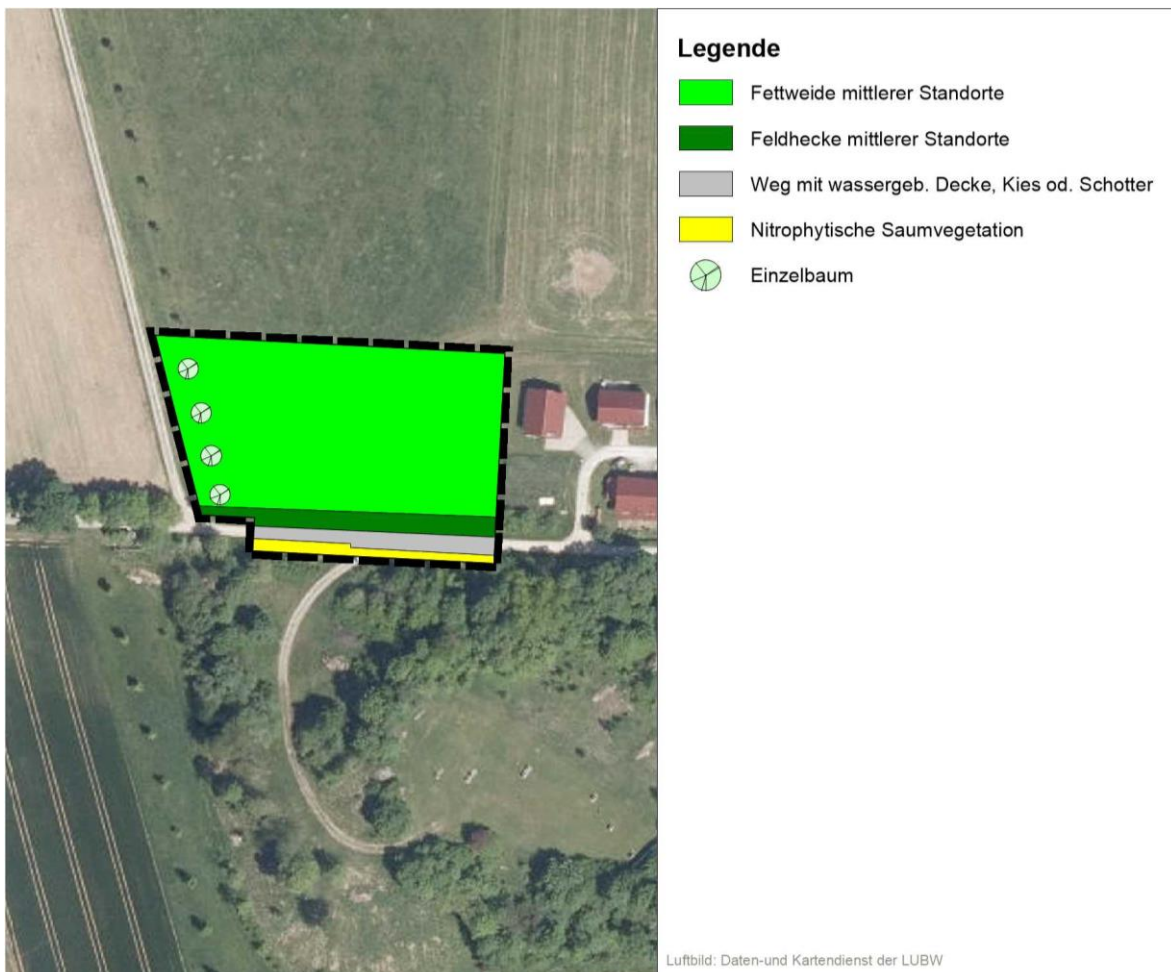 Legende
Fettweide mittlerer Standorte
Feldhecke mittlerer Standorte
Weg mit wassergeb. Decke, Kies od. Schotter
Nitrophytische Saumvegetation
Einzelbaum
Luftbild: Daten-und Kartendienst der LUBW